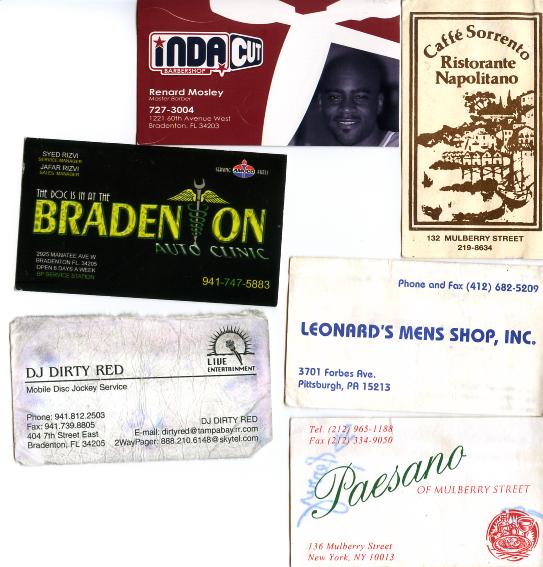 iNDA CUT
BARBERSHOP
Renard Mosley
Master Barber
727-3004
1221 60th Avenue West
Bradenton, FL 34203
Caffé Sorrento
Ristorante
Napolitano
132 MULBERRY STREET
219-8634
SYED RIZVI
SERVICE MANAGER
JAFAR RIZVI
SALES MANAGER
AMOCO
THE DOC IS IN AT THE
BRADENTON
AUTO CLINIC
2925 MANATEE AVE W
BRADENTON FL. 34205
OPEN 6 DAYS A WEEK
BP SERVICE STATION
941-747-5883
Phone and Fax (412) 682-5209
LEONARD'S MENS SHOP, INC.
3701 Forbes Ave.
Pittsburgh, PA 15213
LIVE
ENTERTAINMENT
DJ DIRTY RED
Mobile Disc Jockey Service
Phone: 941.812.2503
Fax: 941.739.8805
404 7th Street East
Bradenton, FL 34205
DJ DIRTY RED
E-mail: dirtyred@tampabay.rr.com
2WayPager: 888.210.6148@skytel.com
Tel. (212) 965-1188
Fax (212) 334-9050
Paesano
OF MULBERRY STREET
136 Mulberry Street
New York, NY 10013